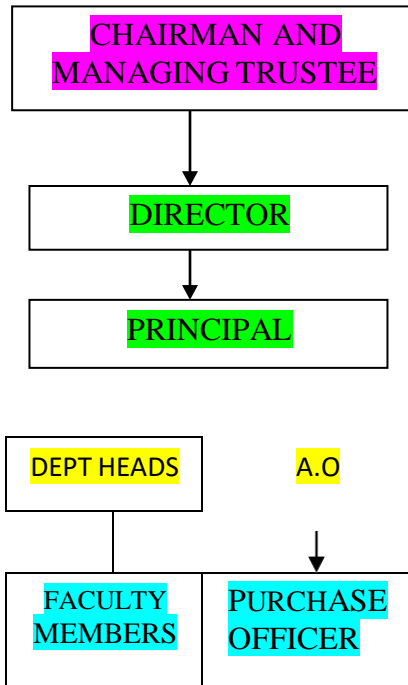 CHAIRMAN AND
MANAGING TRUSTEE
DIRECTOR
PRINCIPAL
DEPT HEADS
A.O
FACULTY
MEMBERS
PURCHASE
OFFICER